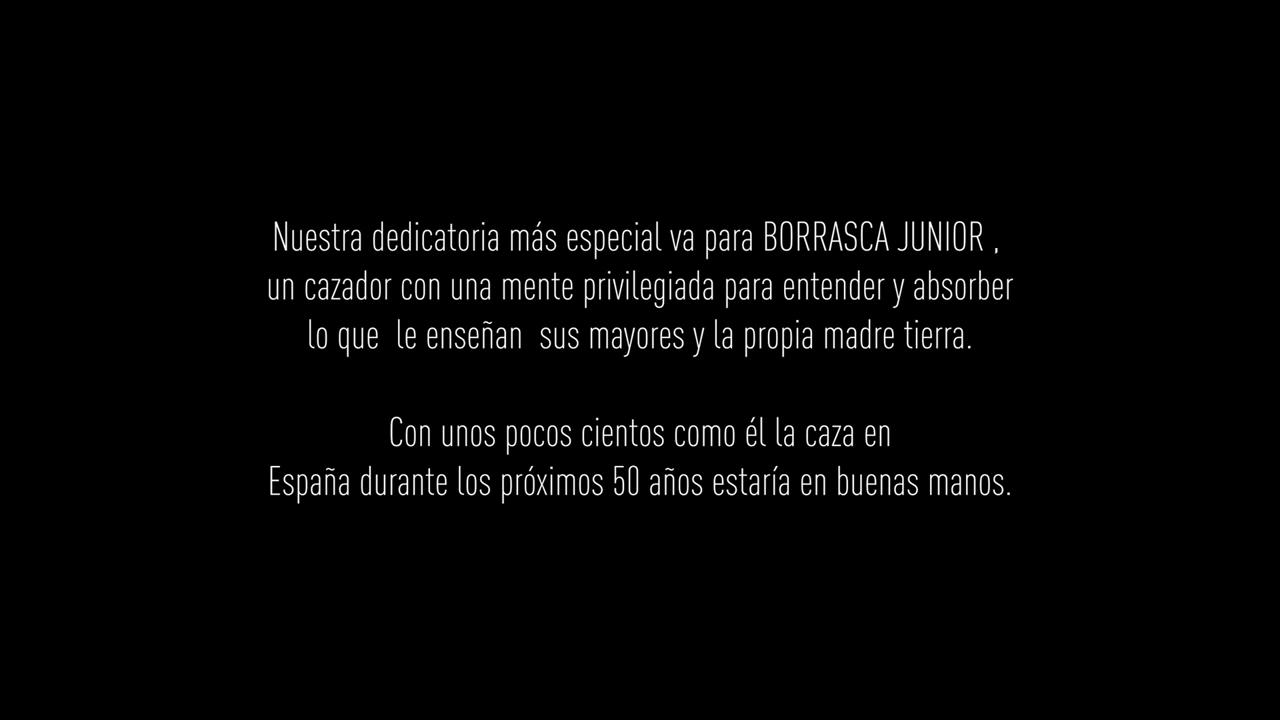 Nuestra dedicatoria más especial va para BORRASCA JUNIOR ,
un cazador con una mente privilegiada para entender y absorber
lo que  le enseñan  sus mayores y la propia madre tierra.
Con unos pocos cientos como él la caza en
España durante los próximos 50 años estaría en buenas manos.